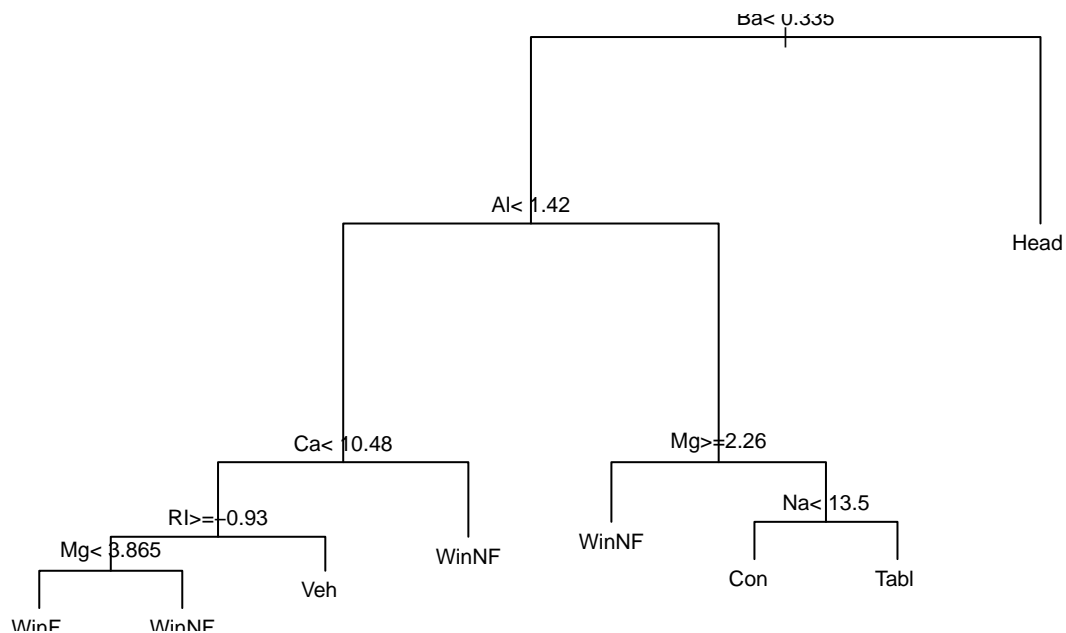 Ba< 0.335
Al< 1.42
Head
Ca< 10.48
Mg>=2.26
RI>=−0.93
Na< 13.5
Mg< 3.865
WinNF
WinNF
Veh
Con
Tabl
WinF
WinNF